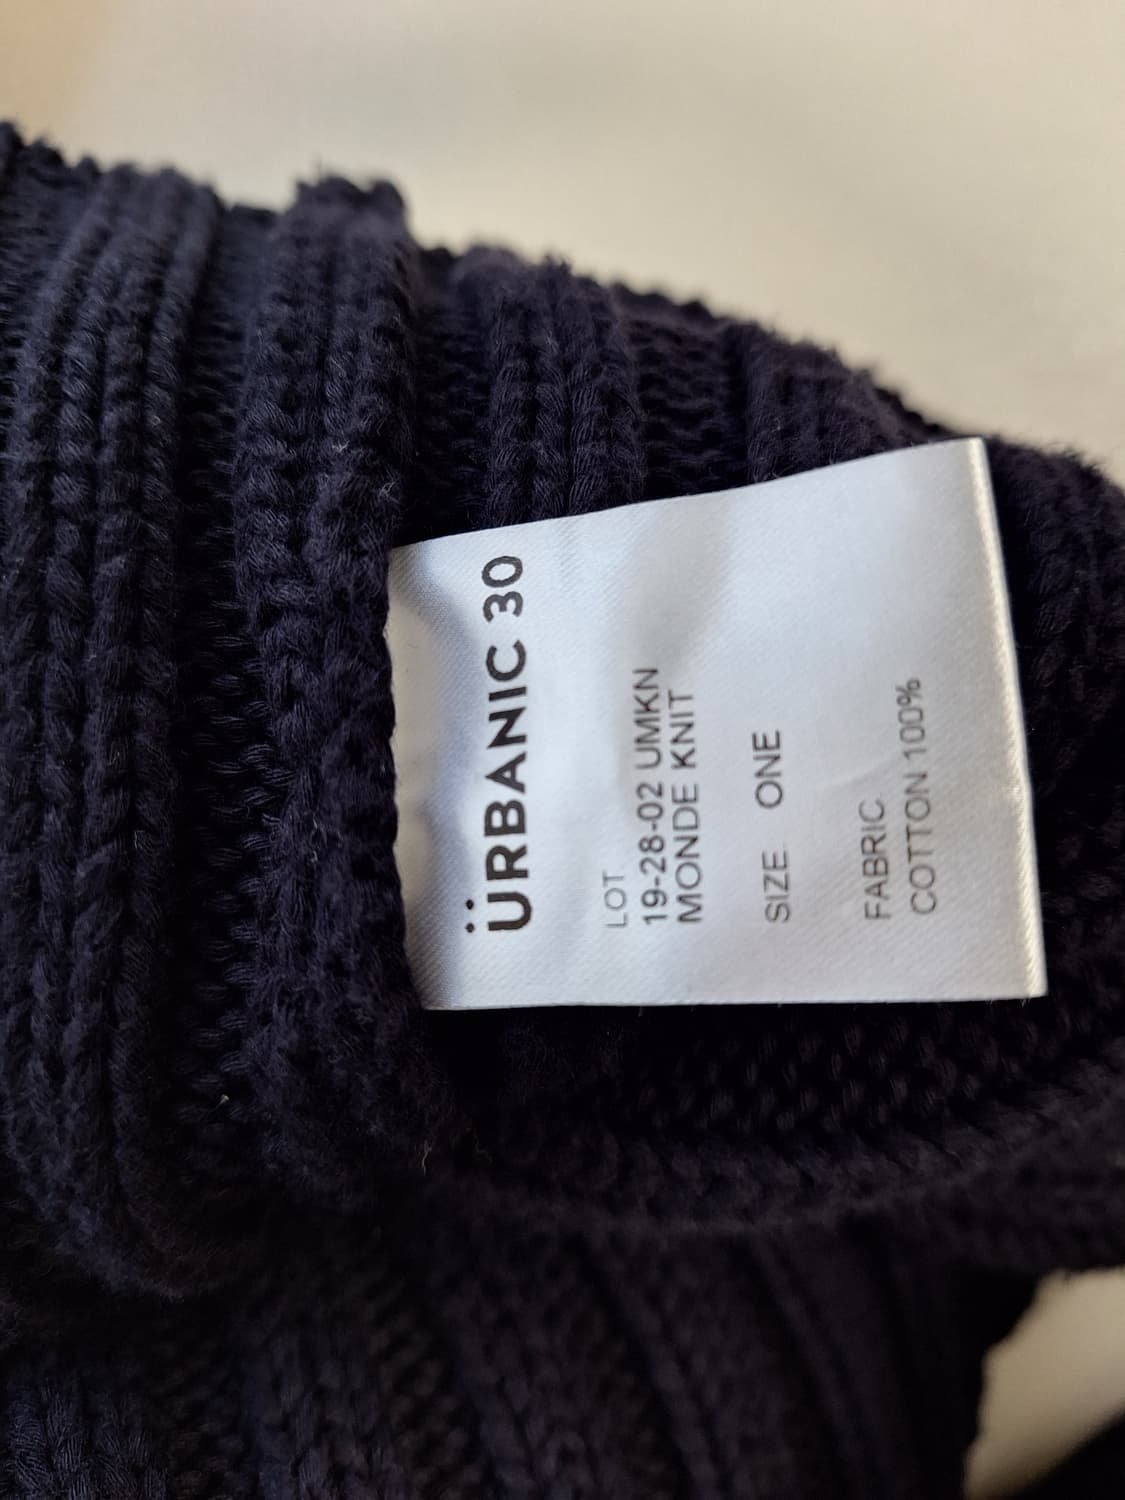 ÜRBANIC 30
LOT
19-28-02 UMKN
MONDE KNIT
SIZE ONE
FABRIC
COTTON 100%